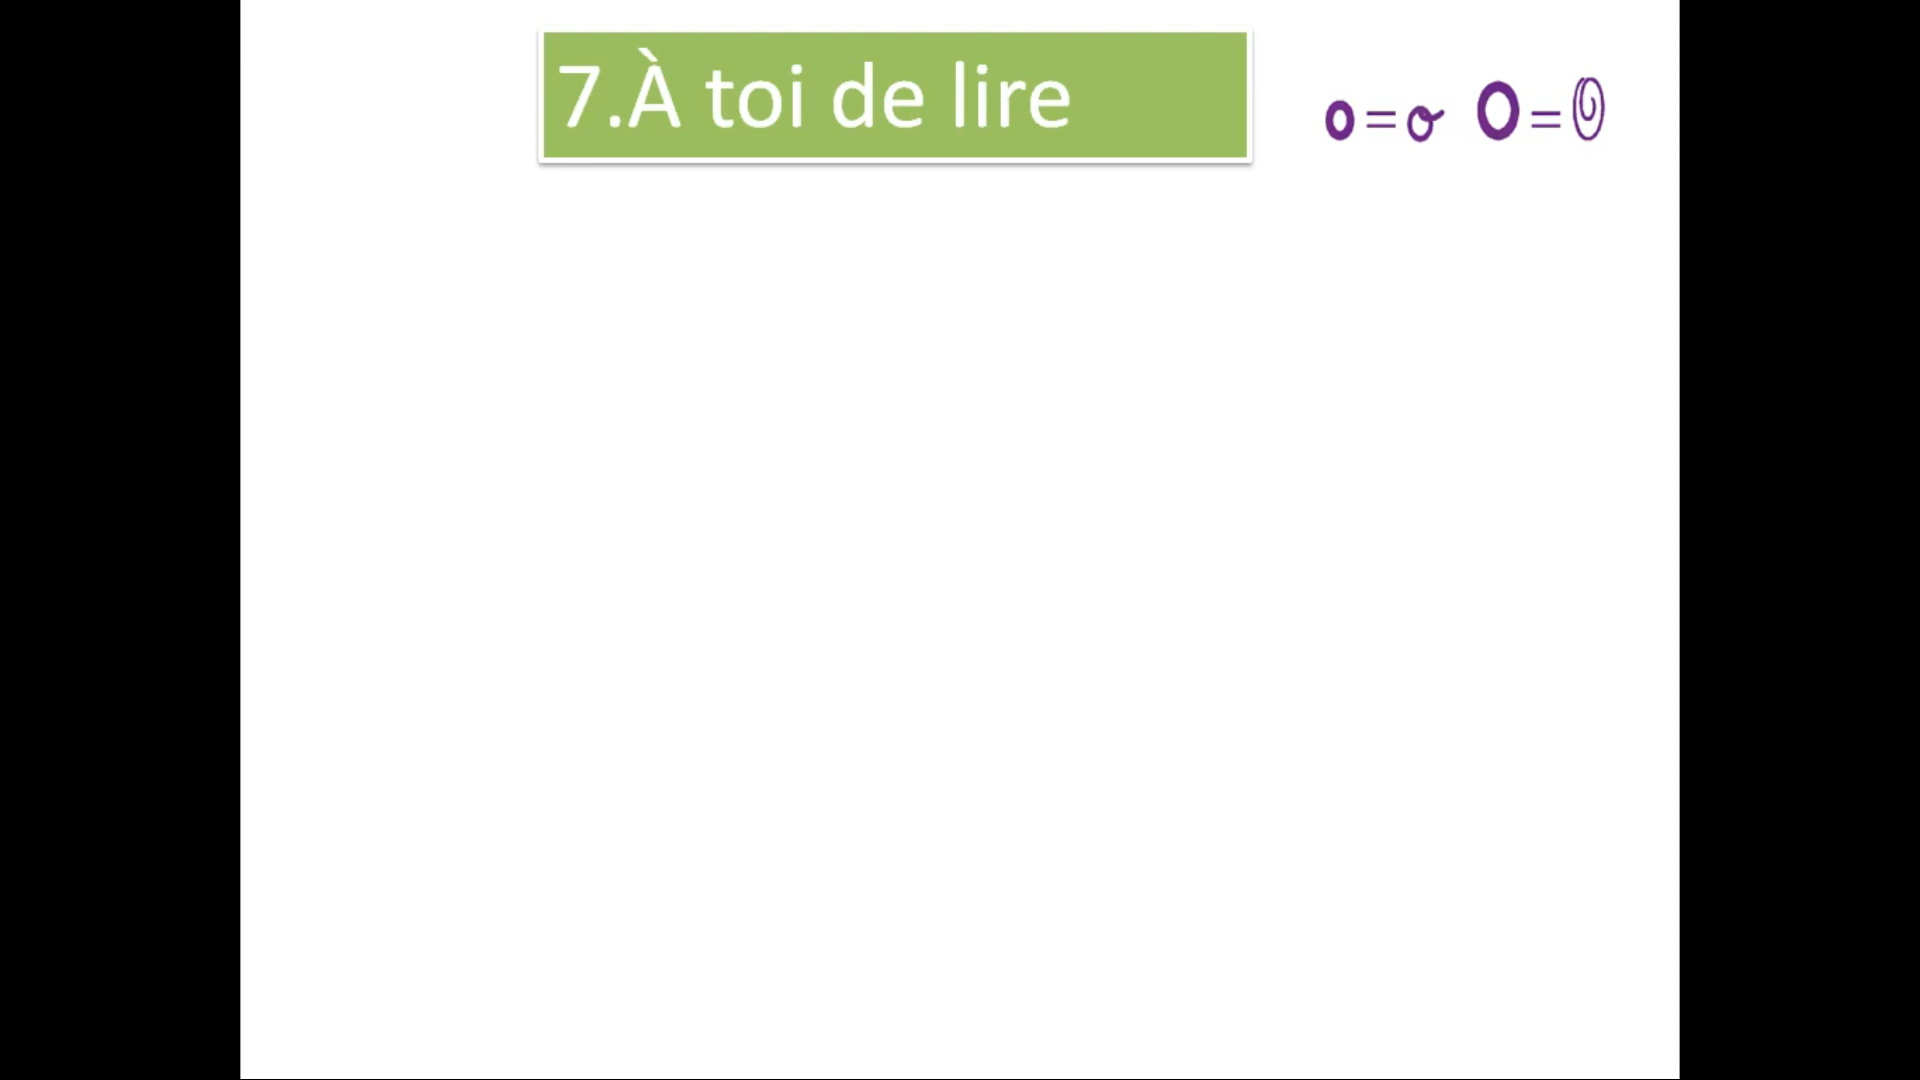 7.À toi de lire
o = o O = O